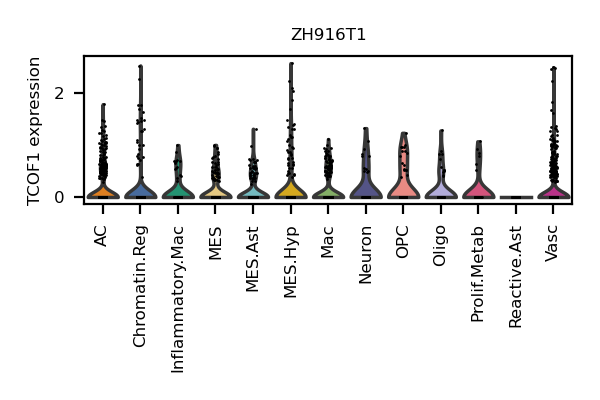 ZH916T1
TCOF1 expression
2
0
AC
Chromatin.Reg
Inflammatory.Mac
MES
MES.Ast
MES.Hyp
Mac
Neuron
OPC
Oligo
Prolif.Metab
Reactive.Ast
Vasc